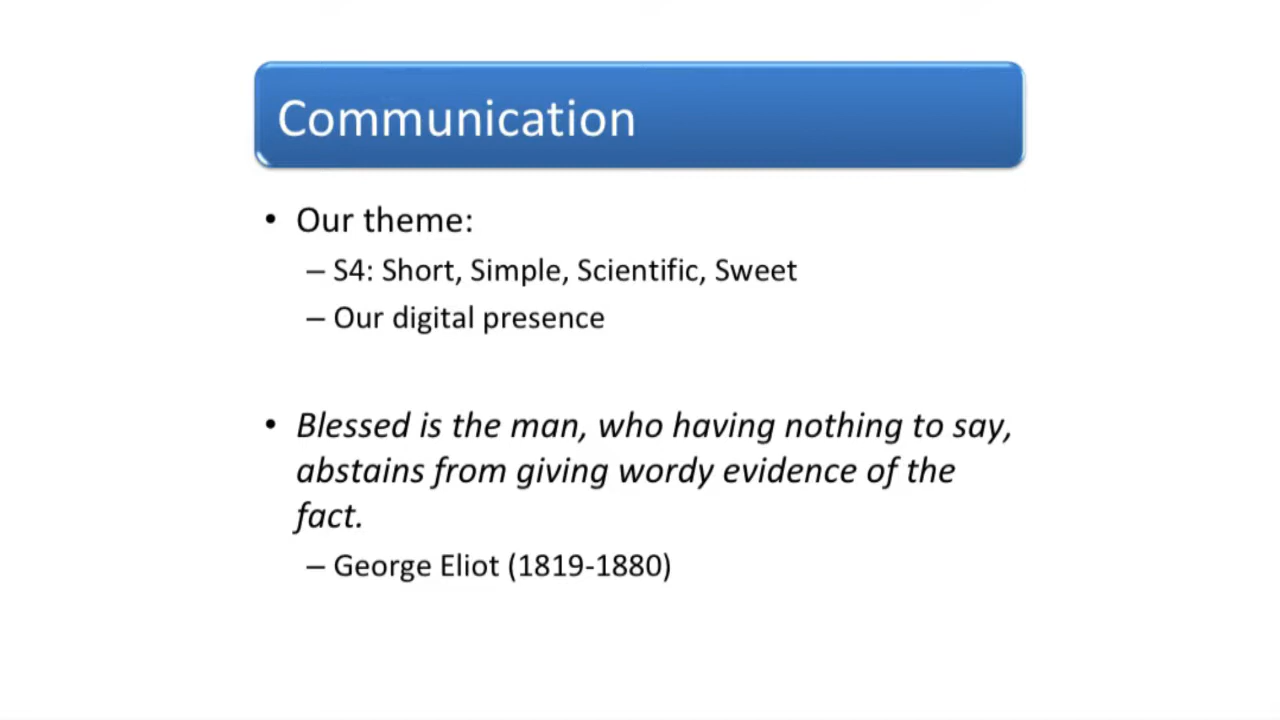 Communication
• Our theme:
– S4: Short, Simple, Scientific, Sweet
– Our digital presence
• Blessed is the man, who having nothing to say,
abstains from giving wordy evidence of the
fact.
– George Eliot (1819-1880)